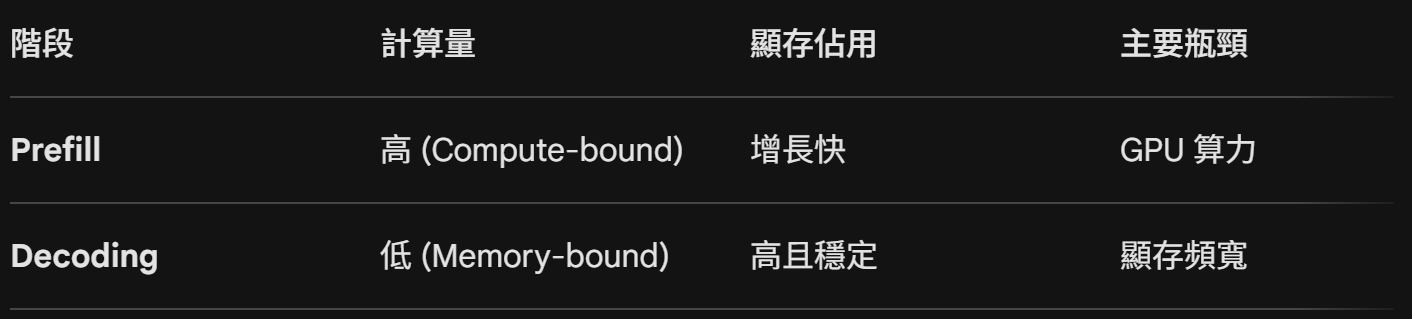 階段 計算量 顯存佔用 主要瓶頸
Prefill 高 (Compute-bound) 增長快 GPU 算力
Decoding 低 (Memory-bound) 高且穩定 顯存頻寬